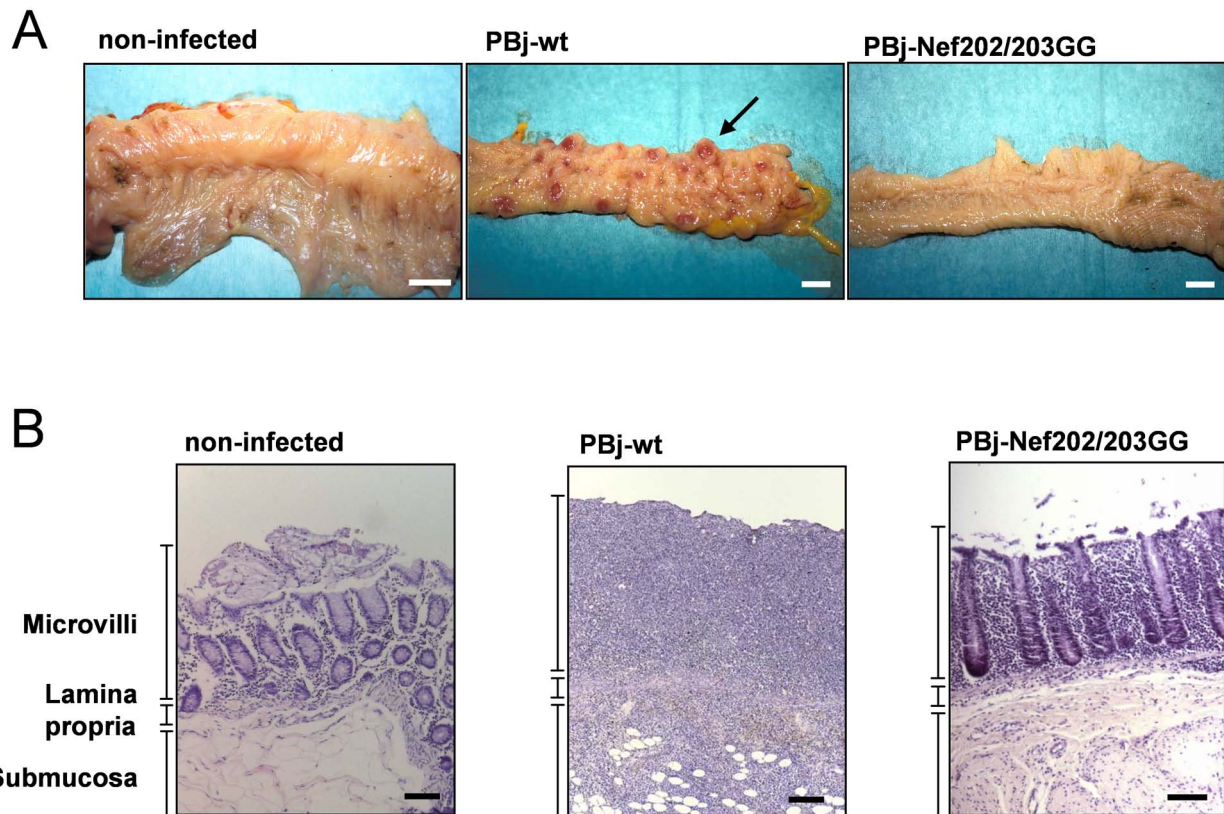 A
non-infected
PBj-wt
PBj-Nef202/203GG
B
non-infected
PBj-wt
PBj-Nef202/203GG
Microvilli
Lamina
propria
Submucosa